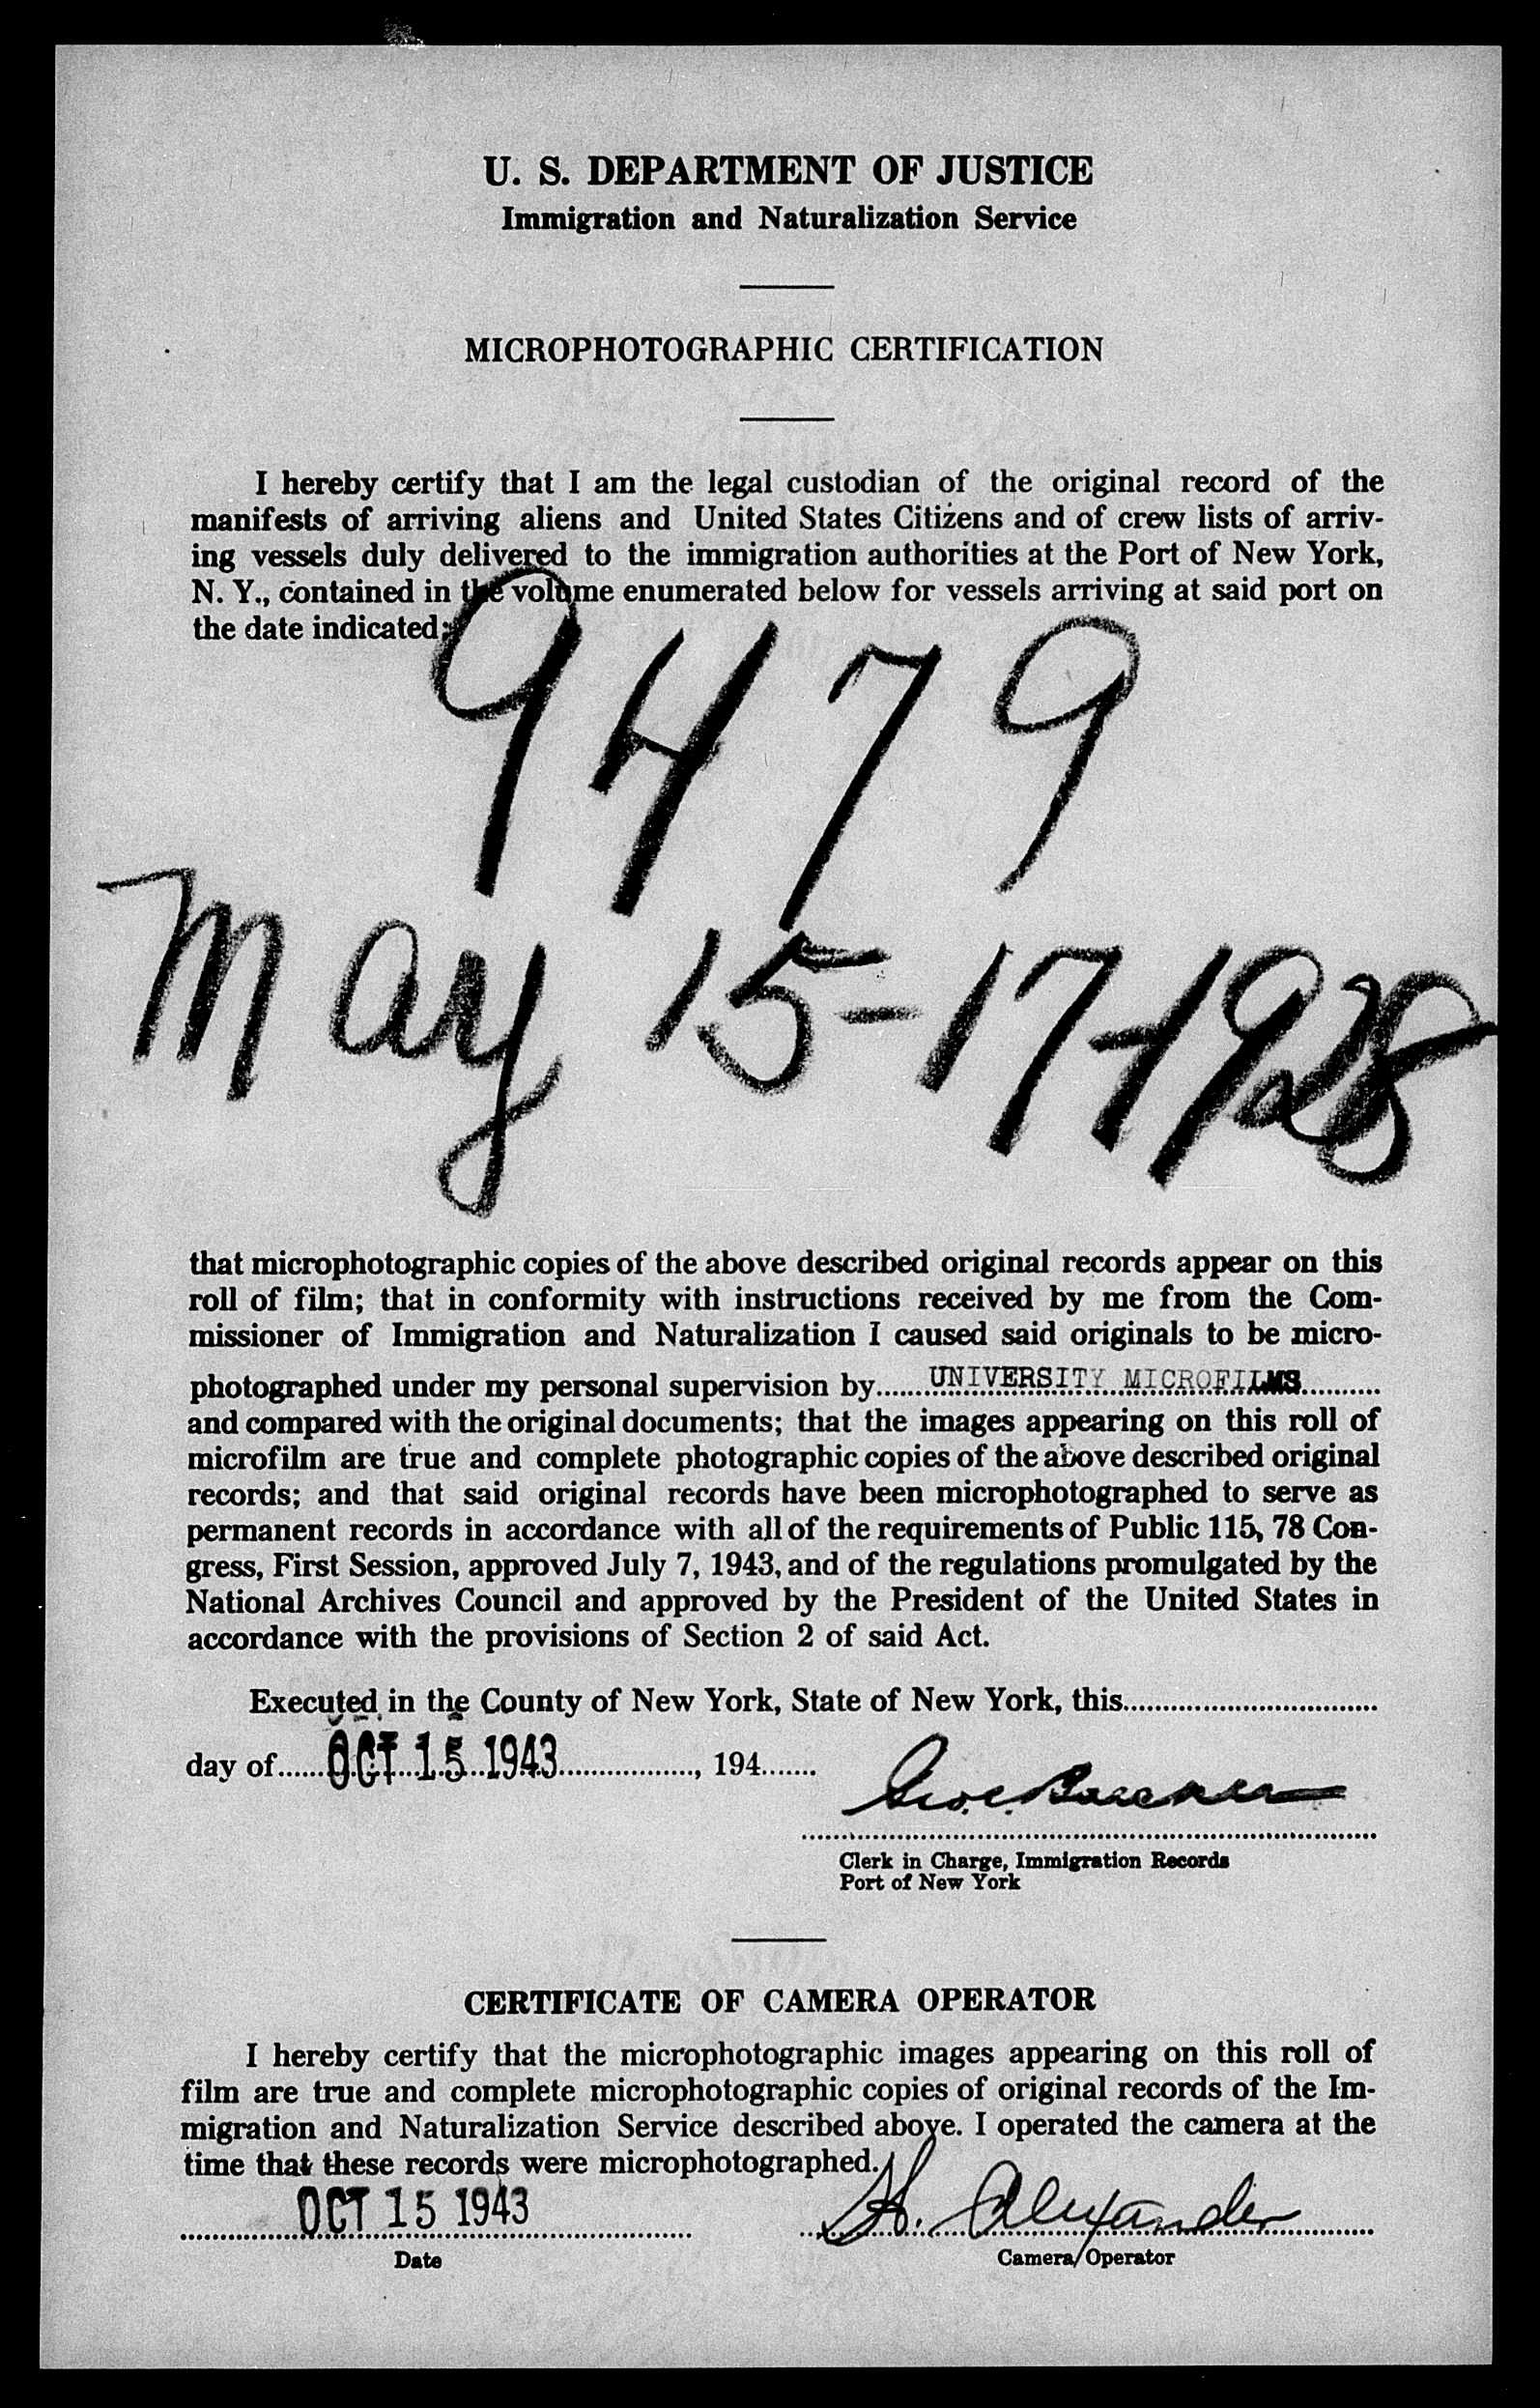 U. S. DEPARTMENT OF JUSTICE
Immigration and Naturalization Service
MICROPHOTOGRAPHIC CERTIFICATION
I hereby certify that I am the legal custodian of the original record of the
manifests of arriving aliens and United States Citizens and of crew lists of arriv-
ing vessels duly delivered to the immigration authorities at the Port of New York,
N. Y., contained in the volume enumerated below for vessels arriving at said port on
the date indicated:
9479
May 15-17-1928
that microphotographic copies of the above described original records appear on this
roll of film; that in conformity with instructions received by me from the Com-
missioner of Immigration and Naturalization I caused said originals to be micro-
photographed under my personal supervision by......UNIVERSITY MICROFILMS..........
and compared with the original documents; that the images appearing on this roll of
microfilm are true and complete photographic copies of the above described original
records; and that said original records have been microphotographed to serve as
permanent records in accordance with all of the requirements of Public 115, 78 Con-
gress, First Session, approved July 7, 1943, and of the regulations promulgated by the
National Archives Council and approved by the President of the United States in
accordance with the provisions of Section 2 of said Act.
Executed in the County of New York, State of New York, this................................
day of......OCT 15 1943................., 194.......
Clerk in Charge, Immigration Records
Port of New York
CERTIFICATE OF CAMERA OPERATOR
I hereby certify that the microphotographic images appearing on this roll of
film are true and complete microphotographic copies of original records of the Im-
migration and Naturalization Service described above. I operated the camera at the
time that these records were microphotographed.
OCT 15 1943 H. Alexander
Date Camera Operator